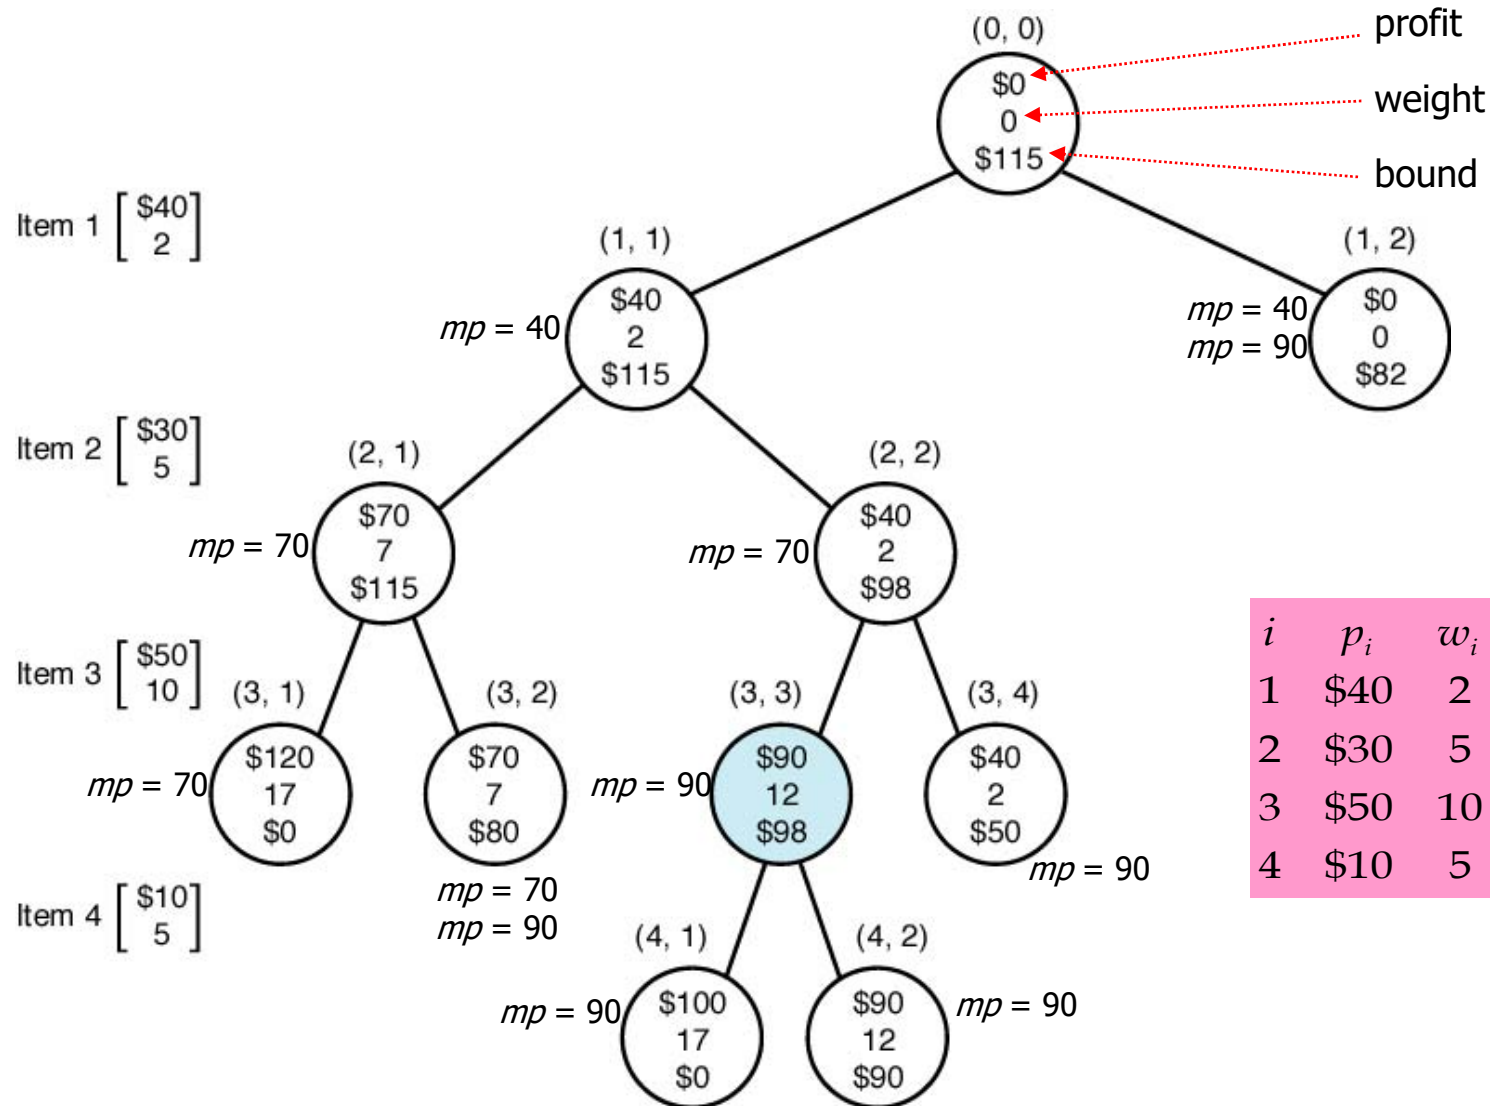 (0, 0)
profit
weight
bound
$0
0
$115
Item 1 [$40
2]
(1, 1)
mp = 40
$40
2
$115
(1, 2)
mp = 40
mp = 90
$0
0
$82
Item 2 [$30
5]
(2, 1)
mp = 70
$70
7
$115
(2, 2)
mp = 70
$40
2
$98
Item 3 [$50
10]
(3, 1)
mp = 70
$120
17
$0
(3, 2)
$70
7
$80
mp = 70
mp = 90
(3, 3)
mp = 90
$90
12
$98
(3, 4)
$40
2
$50
mp = 90
Item 4 [$10
5]
(4, 1)
mp = 90
$100
17
$0
(4, 2)
mp = 90
$90
12
$90
i pᵢ wᵢ
1 $40 2
2 $30 5
3 $50 10
4 $10 5